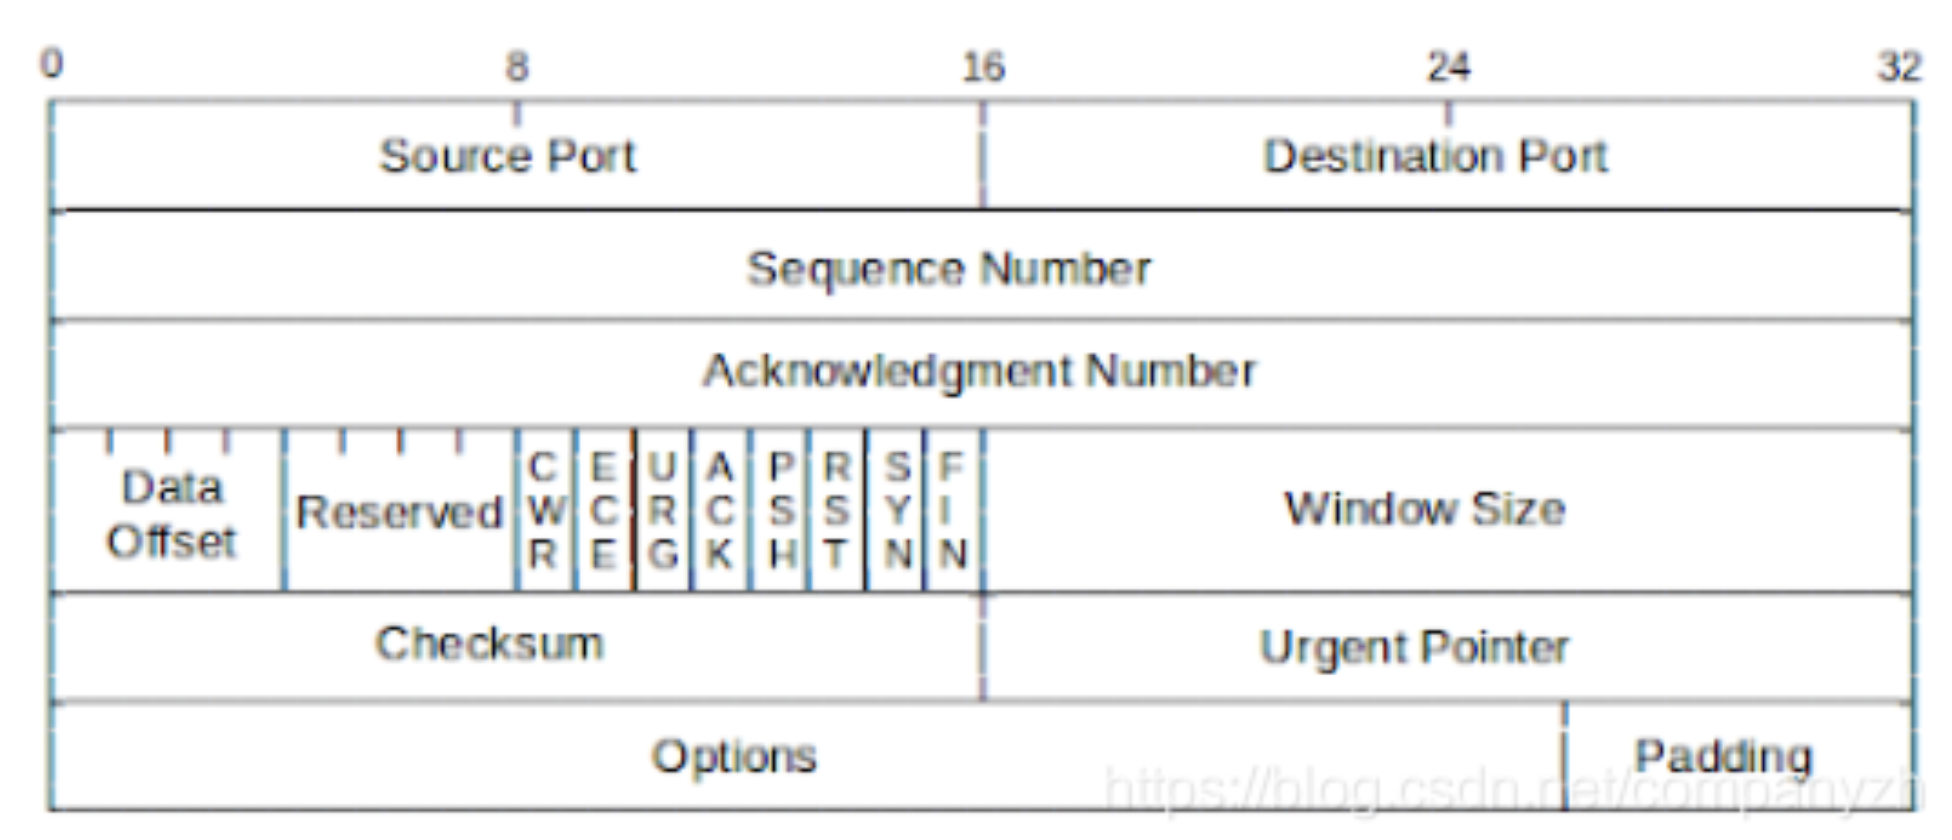 0 8 16 24 32
Source Port Destination Port
Sequence Number
Acknowledgment Number
Data Offset Reserved CWR ECE URG ACK PSH RST SYN FIN Window Size
Checksum Urgent Pointer
Options Padding
https://blog.csdn.net/companyzh